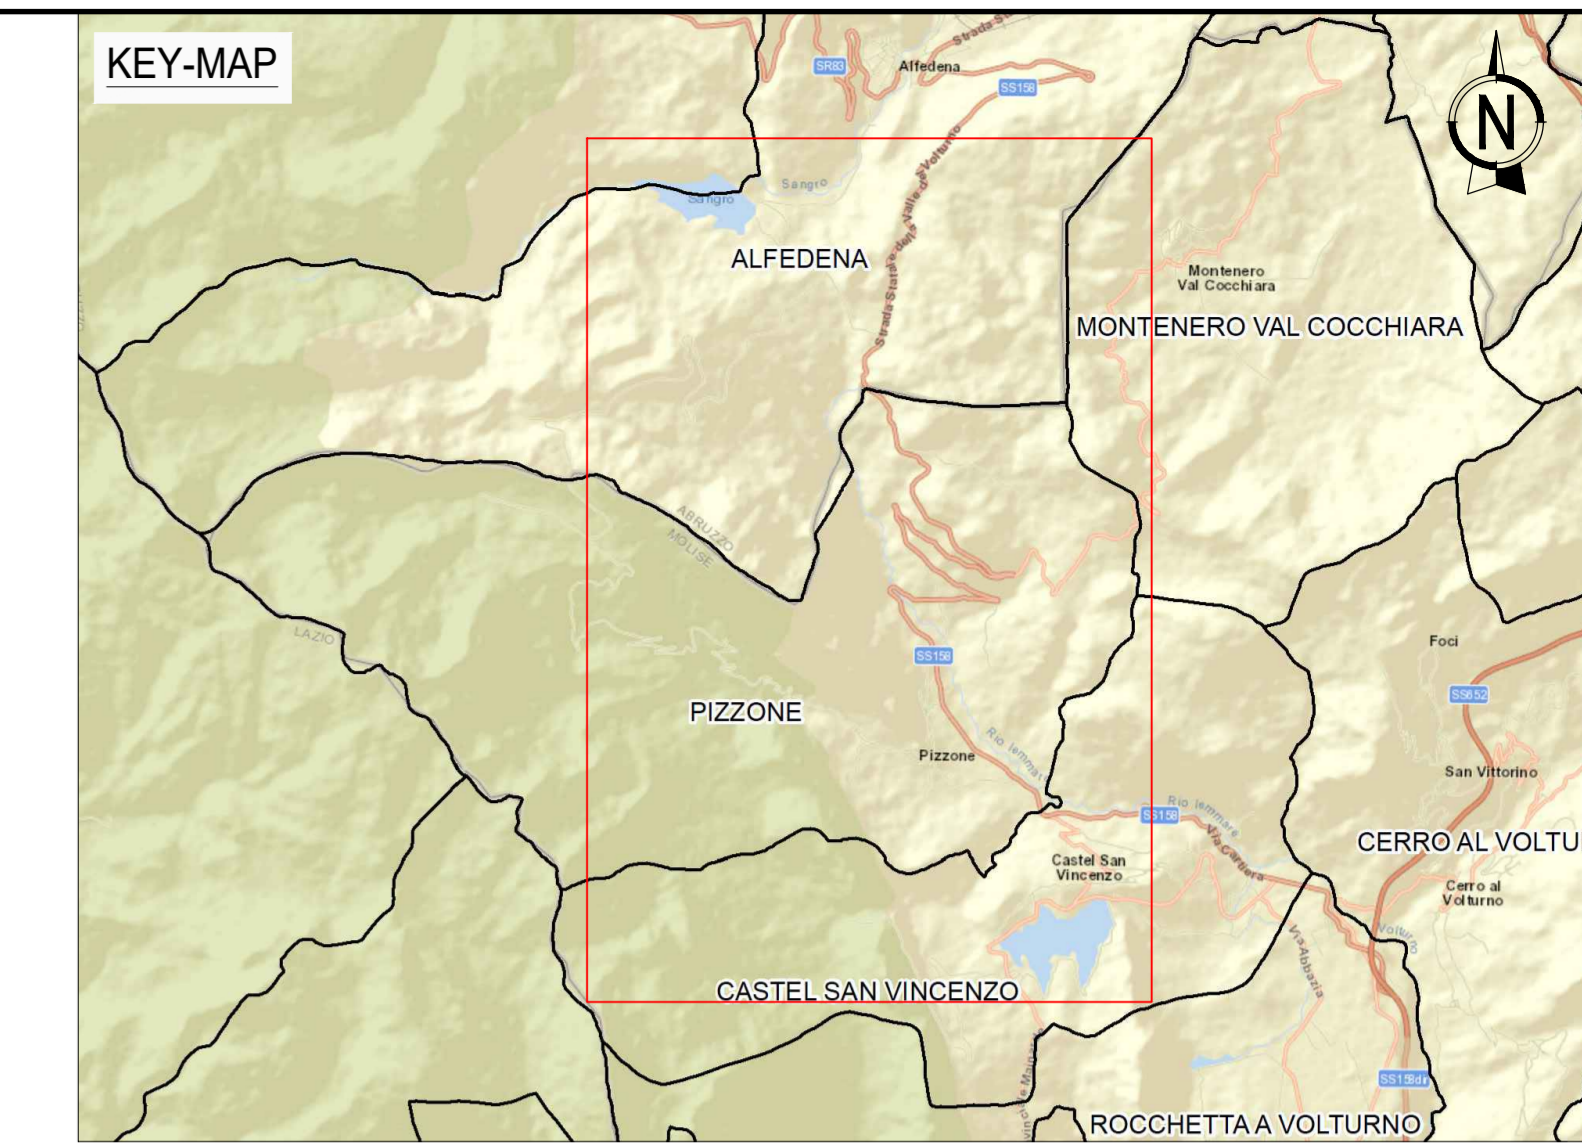 KEY-MAP
Strada S
SR83
Alfedena
SS158
N
Sangro
Sangro
Strada Statale della Valle del Volturno
ALFEDENA
Montenero
Val Cocchiara
MONTENERO VAL COCCHIARA
ABRUZZO
MOLISE
LAZIO
Foci
SS158
SS652
PIZZONE
Pizzone
Rio Iemmare
San Vittorino
SS158
Rio Iemmare
Via Cartiera
CERRO AL VOLTU
Castel San
Vincenzo
Cerro al
Volturno
Volturno
Via Abbazia
CASTEL SAN VINCENZO
SS158dir
ROCCHETTA A VOLTURNO